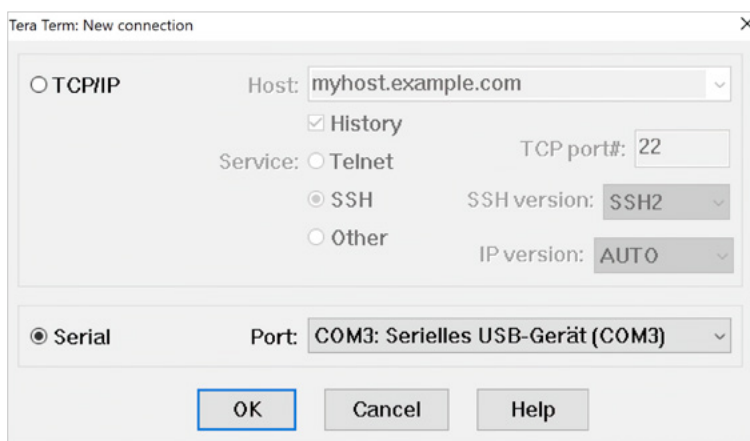 Tera Term: New connection
TCP/IP
Host: myhost.example.com
History
Service: Telnet
TCP port#: 22
SSH
SSH version: SSH2
Other
IP version: AUTO
Serial
Port: COM3: Serielles USB-Gerät (COM3)
OK
Cancel
Help